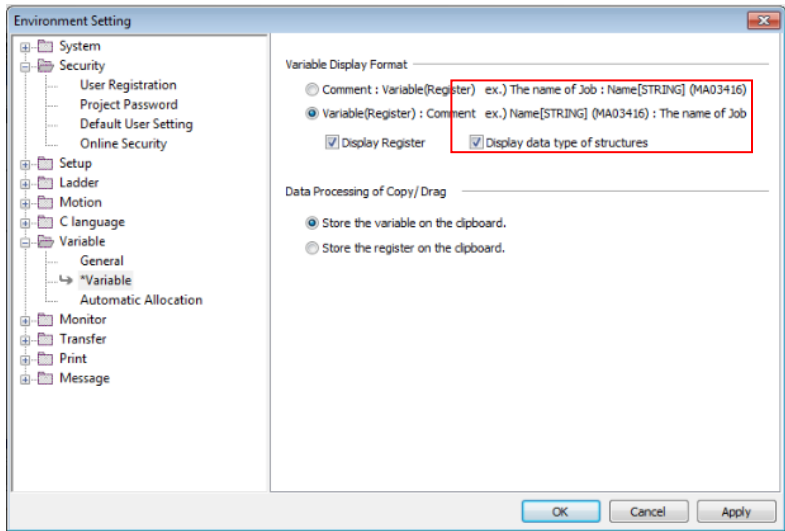 Environment Setting
System
Security
User Registration
Project Password
Default User Setting
Online Security
Setup
Ladder
Motion
C language
Variable
General
*Variable
Automatic Allocation
Monitor
Transfer
Print
Message
Variable Display Format
Comment : Variable(Register) ex.) The name of Job : Name[STRING] (MA03416)
Variable(Register) : Comment ex.) Name[STRING] (MA03416) : The name of Job
Display Register Display data type of structures
Data Processing of Copy/Drag
Store the variable on the clipboard.
Store the register on the clipboard.
OK Cancel Apply